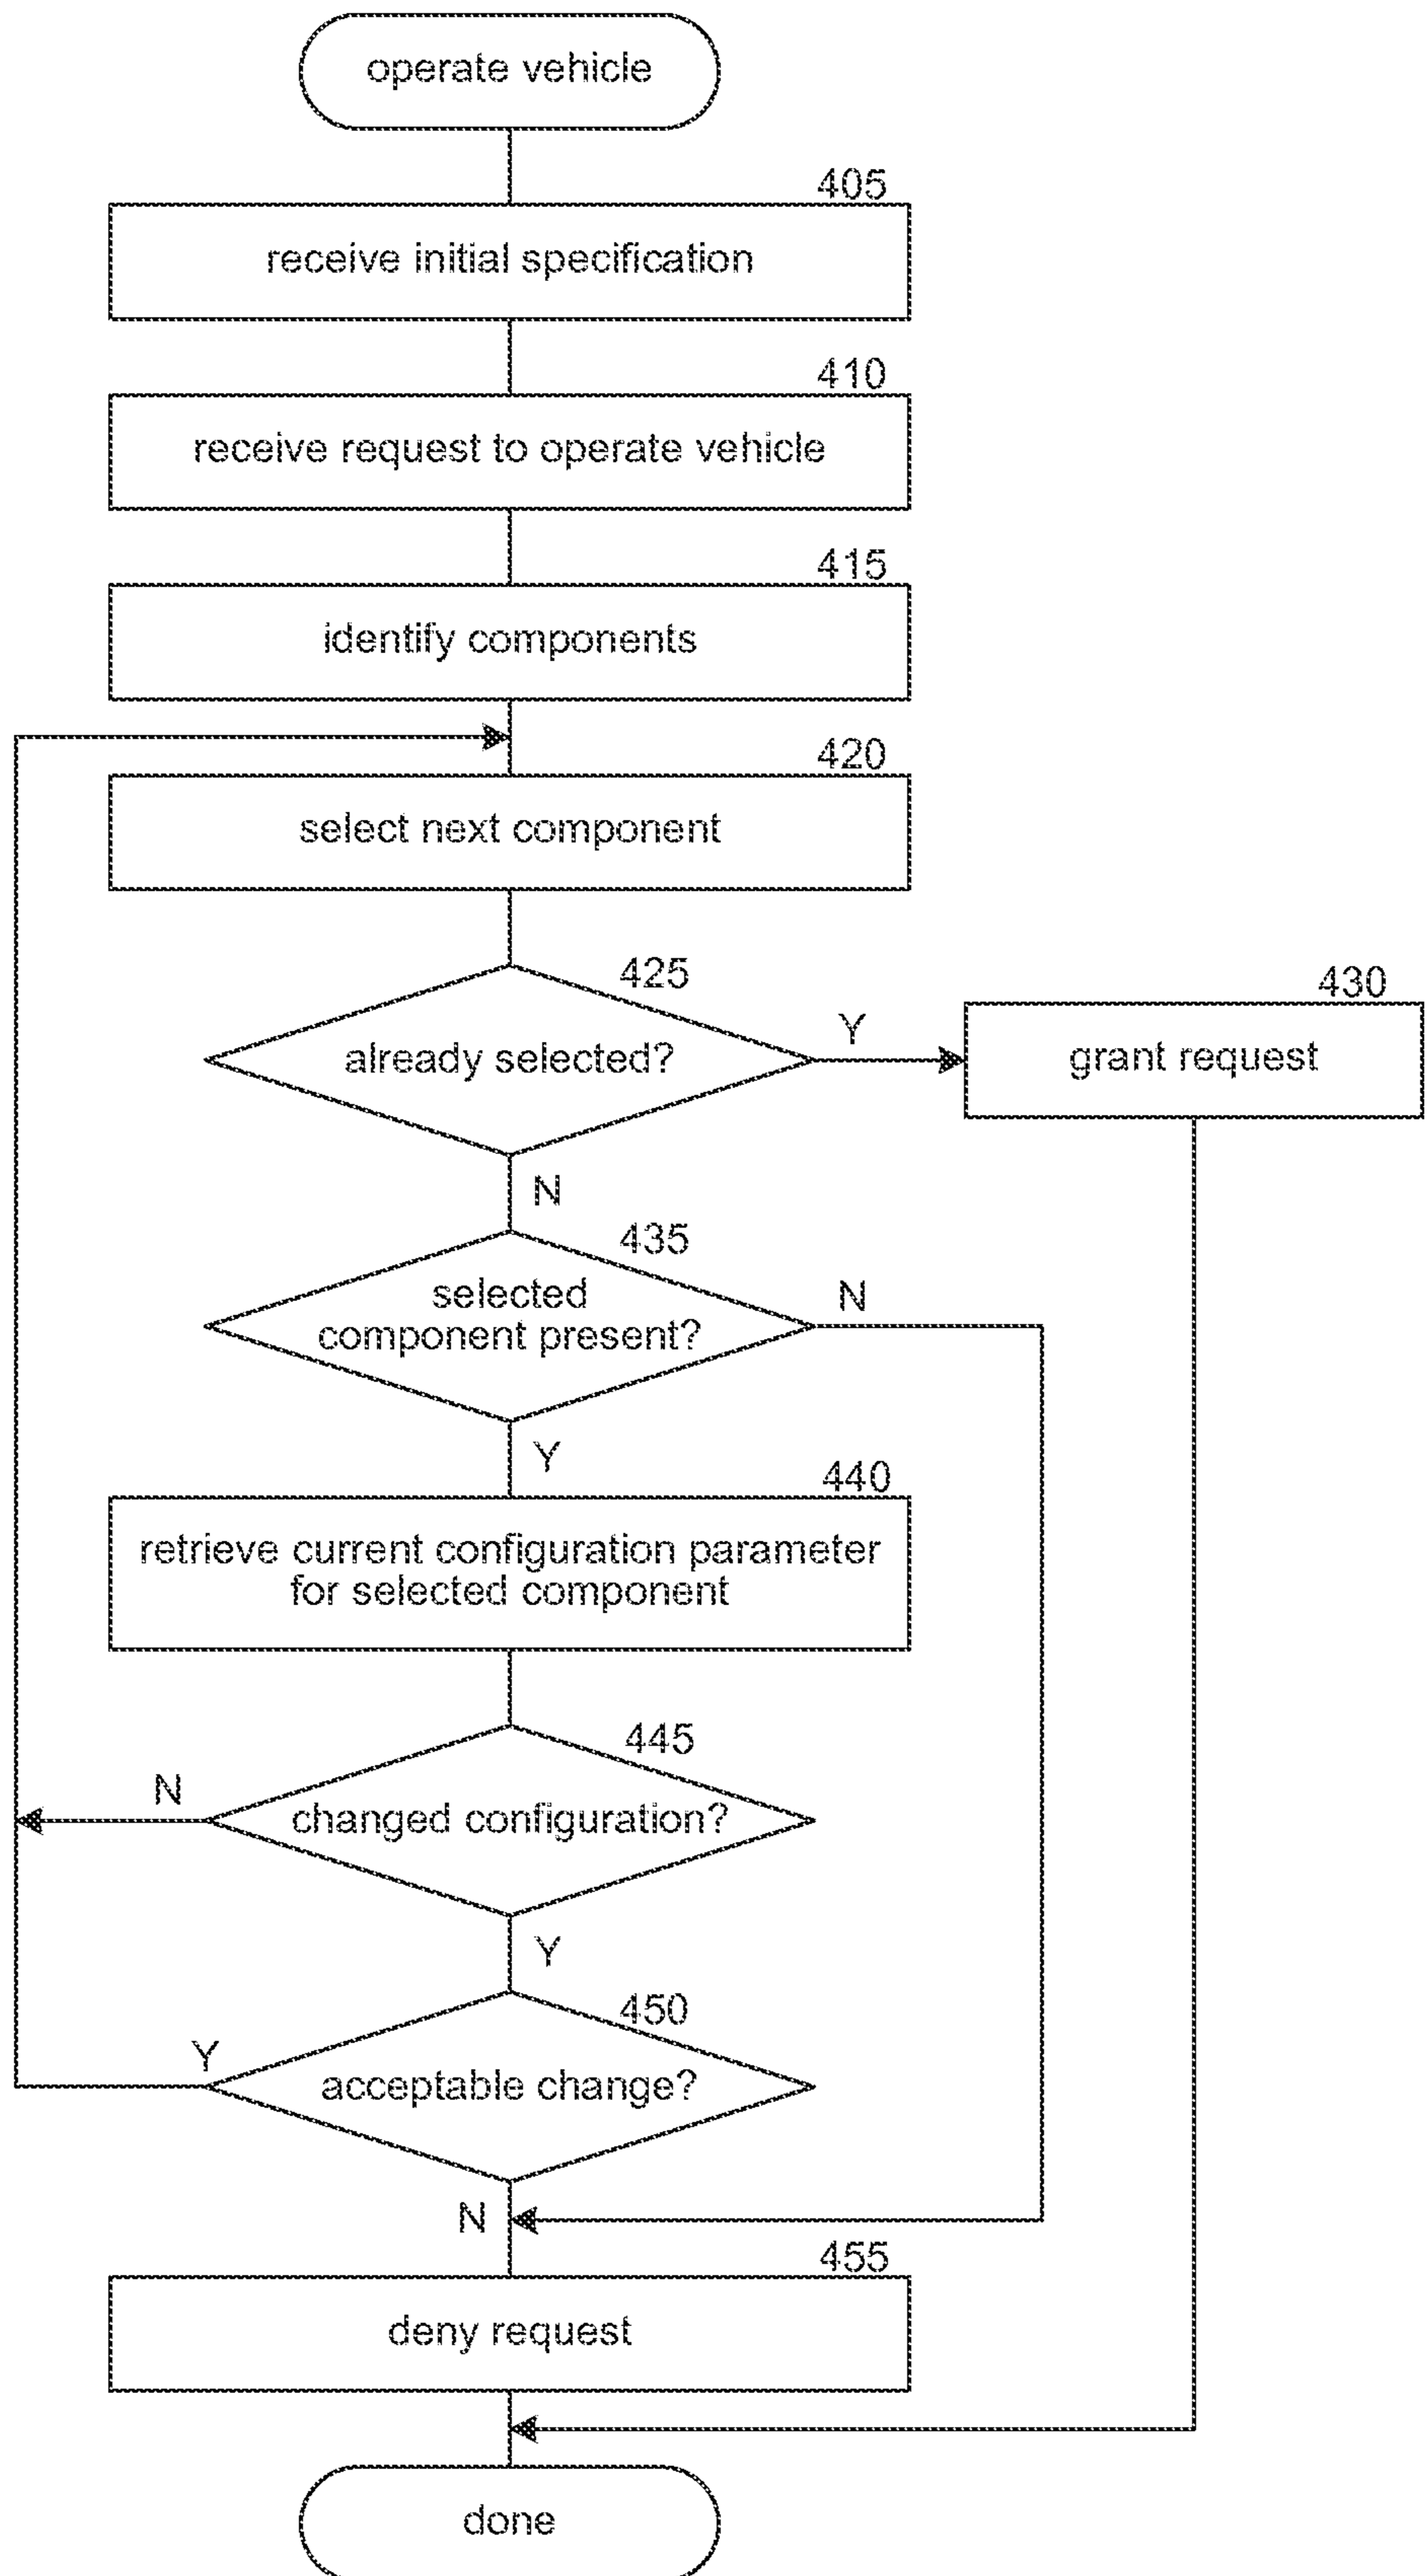 operate vehicle
405
receive initial specification
410
receive request to operate vehicle
415
identify components
420
select next component
425
already selected?
Y
430
grant request
N
435
selected
component present?
N
Y
440
retrieve current configuration parameter
for selected component
445
N
changed configuration?
Y
450
Y
acceptable change?
N
455
deny request
done